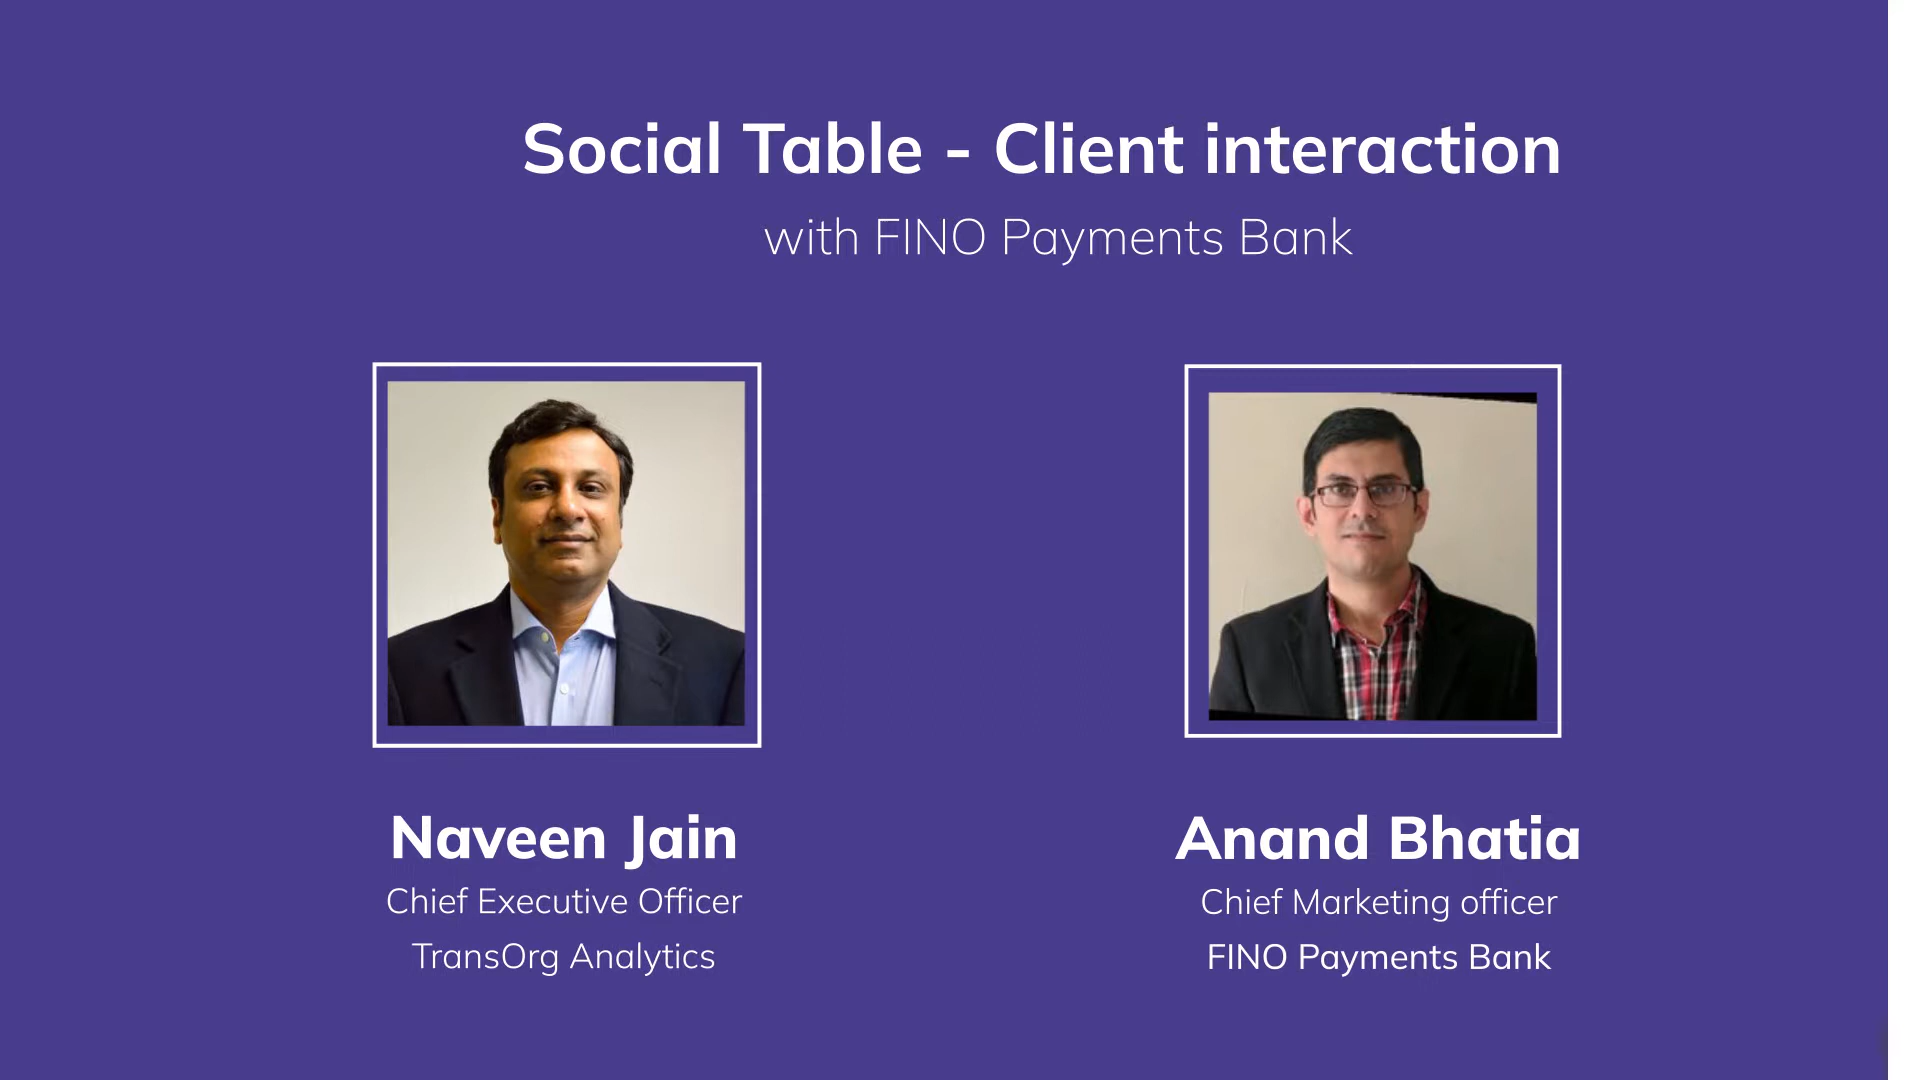 Social Table - Client interaction
with FINO Payments Bank
Naveen Jain
Chief Executive Officer
TransOrg Analytics
Anand Bhatia
Chief Marketing officer
FINO Payments Bank